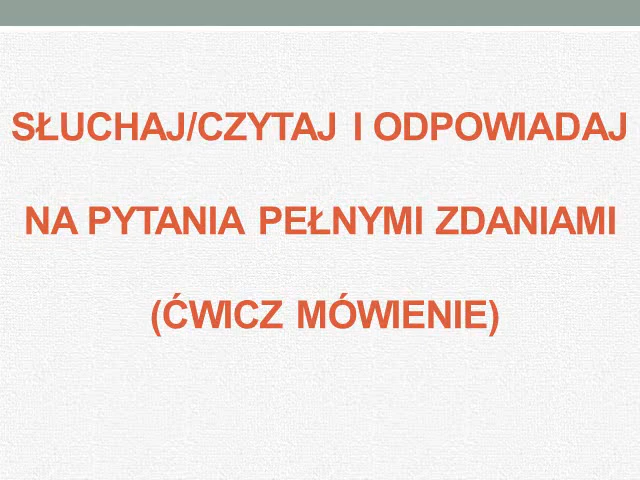 SŁUCHAJ/CZYTAJ I ODPOWIADAJ
NA PYTANIA PEŁNYMI ZDANIAMI
(ĆWICZ MÓWIENIE)